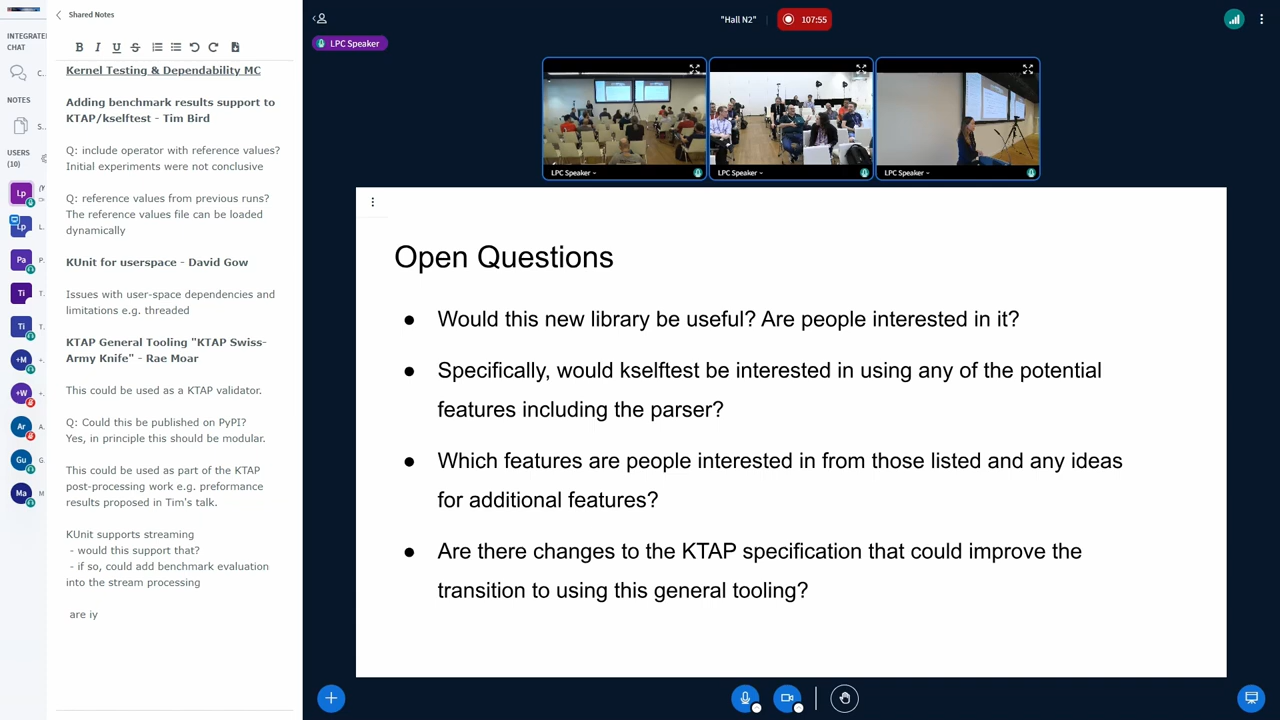 INTEGRATE
CHAT
C..
NOTES
S..
USERS
(10)
Lp
Lp
L..
Pa
P.
Ti
T.
Ti
T.
+M
+W
Ar
A.
Gu
G.
Ma
M
Shared Notes
B I U S
Kernel Testing & Dependability MC
Adding benchmark results support to
KTAP/kselftest - Tim Bird
Q: include operator with reference values?
Initial experiments were not conclusive
Q: reference values from previous runs?
The reference values file can be loaded
dynamically
KUnit for userspace - David Gow
Issues with user-space dependencies and
limitations e.g. threaded
KTAP General Tooling "KTAP Swiss-
Army Knife" - Rae Moar
This could be used as a KTAP validator.
Q: Could this be published on PyPI?
Yes, in principle this should be modular.
This could be used as part of the KTAP
post-processing work e.g. preformance
results proposed in Tim's talk.
KUnit supports streaming
- would this support that?
- if so, could add benchmark evaluation
into the stream processing
are iy
"Hall N2"
107:55
LPC Speaker
LPC Speaker
LPC Speaker
LPC Speaker
Open Questions
● Would this new library be useful? Are people interested in it?
● Specifically, would kselftest be interested in using any of the potential
features including the parser?
● Which features are people interested in from those listed and any ideas
for additional features?
● Are there changes to the KTAP specification that could improve the
transition to using this general tooling?